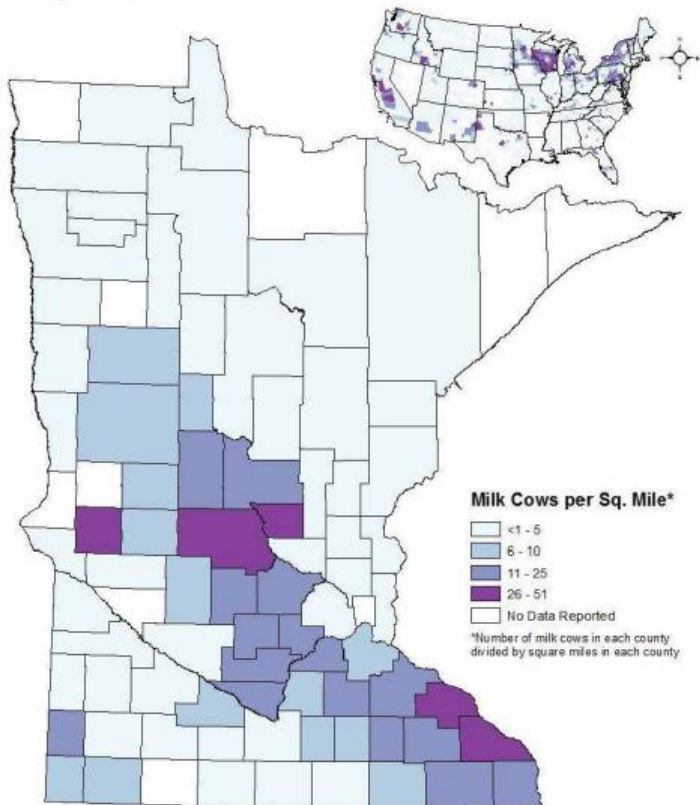 Milk Cows per Sq. Mile*
<1 - 5
6 - 10
11 - 25
26 - 51
No Data Reported
*Number of milk cows in each county
divided by square miles in each county